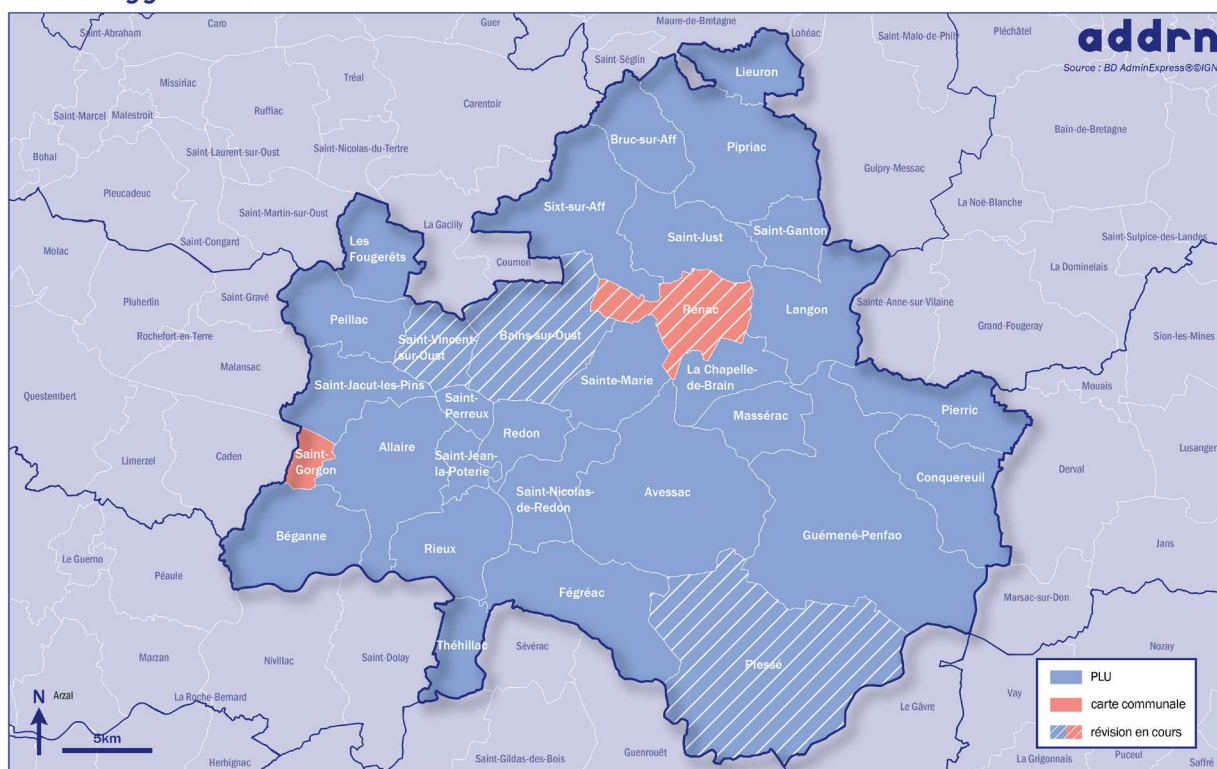 Caro
Guer
Maure-de-Bretagne
Lohéac
Saint-Malo-de-Phily
Pléchâtel
addrn
Source : BD AdminExpress®©IGN
Saint-Abraham
Saint-Séglin
Lieuron
Missiriac
Tréal
Carentoir
Saint-Marcel
Malestroit
Ruffiac
Bruc-sur-Aff
Pipriac
Bain-de-Bretagne
Bohal
Saint-Laurent-sur-Oust
Saint-Nicolas-du-Tertre
Guipry-Messac
Pleucadeuc
Saint-Martin-sur-Oust
La Gacilly
Sixt-sur-Aff
La Noë-Blanche
Molac
Saint-Congard
Les
Fougerêts
Cournon
Saint-Just
Saint-Ganton
Saint-Sulpice-des-Landes
La Dominelais
Pluherlin
Saint-Gravé
Peillac
Saint-Vincent-
sur-Oust
Bains-sur-Oust
Rénac
Langon
Sainte-Anne-sur-Vilaine
Grand-Fougeray
Sion-les-Mines
Rochefort-en-Terre
Malansac
Saint-Jacut-les-Pins
Sainte-Marie
La Chapelle-
de-Brain
Mouais
Questembert
Saint-
Perreux
Massérac
Pierric
Lusanger
Limerzel
Caden
Saint-
Gorgon
Allaire
Saint-Jean-
la-Poterie
Redon
Conquereuil
Derval
Saint-Nicolas-
de-Redon
Avessac
Béganne
Rieux
Guémené-Penfao
Le Guerno
Péaule
Jans
Fégréac
Marsac-sur-Don
Marzan
Nivillac
Saint-Dolay
Théhillac
Sévérac
Plessé
Nozay
PLU
carte communale
révision en cours
N
Arzal
La Roche-Bernard
Le Gâvre
Vay
5km
Herbignac
Saint-Gildas-des-Bois
Guenrouët
La Grigonnais
Puceul
Saffré